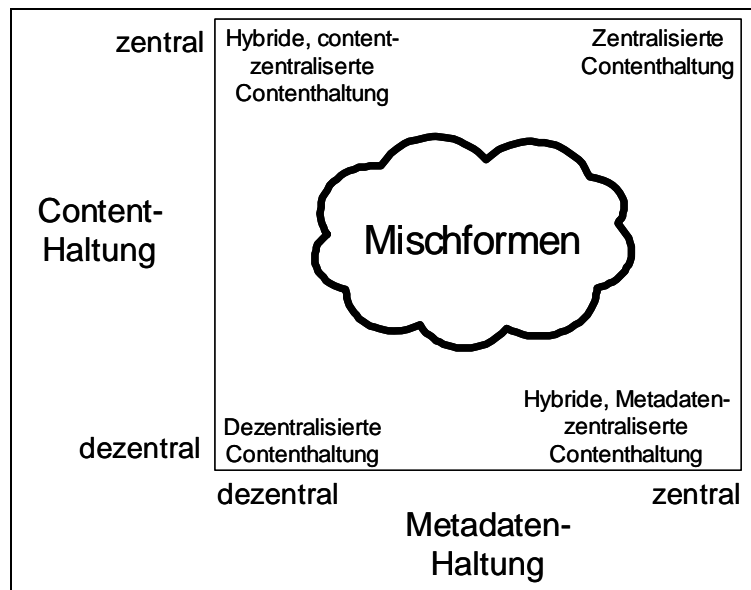 zentral
Hybride, content-
zentraliserte
Contenthaltung
Zentralisierte
Contenthaltung
Content-
Haltung
Mischformen
dezentral
Dezentralisierte
Contenthaltung
Hybride, Metadaten-
zentraliserte
Contenthaltung
dezentral
zentral
Metadaten-
Haltung